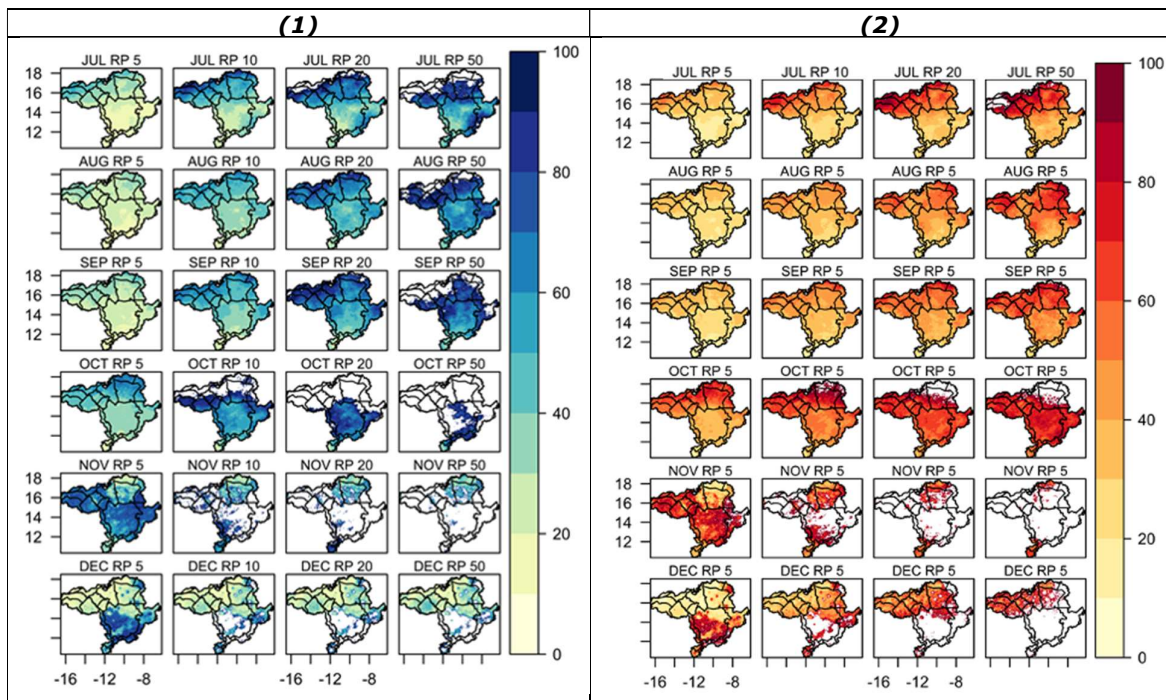 (1)
JUL RP 5 JUL RP 10 JUL RP 20 JUL RP 50
18
16
14
12
AUG RP 5 AUG RP 10 AUG RP 20 AUG RP 50
SEP RP 5 SEP RP 10 SEP RP 20 SEP RP 50
18
16
14
12
OCT RP 5 OCT RP 10 OCT RP 20 OCT RP 50
NOV RP 5 NOV RP 10 NOV RP 20 NOV RP 50
18
16
14
12
DEC RP 5 DEC RP 10 DEC RP 20 DEC RP 50
-16 -12 -8
100
80
60
40
20
0
(2)
JUL RP 5 JUL RP 10 JUL RP 20 JUL RP 50
18
16
14
12
AUG RP 5 AUG RP 5 AUG RP 5 AUG RP 5
SEP RP 5 SEP RP 5 SEP RP 5 SEP RP 5
18
16
14
12
OCT RP 5 OCT RP 5 OCT RP 5 OCT RP 5
NOV RP 5 NOV RP 5 NOV RP 5 NOV RP 5
18
16
14
12
DEC RP 5 DEC RP 5 DEC RP 5 DEC RP 5
-16 -12 -8
100
80
60
40
20
0